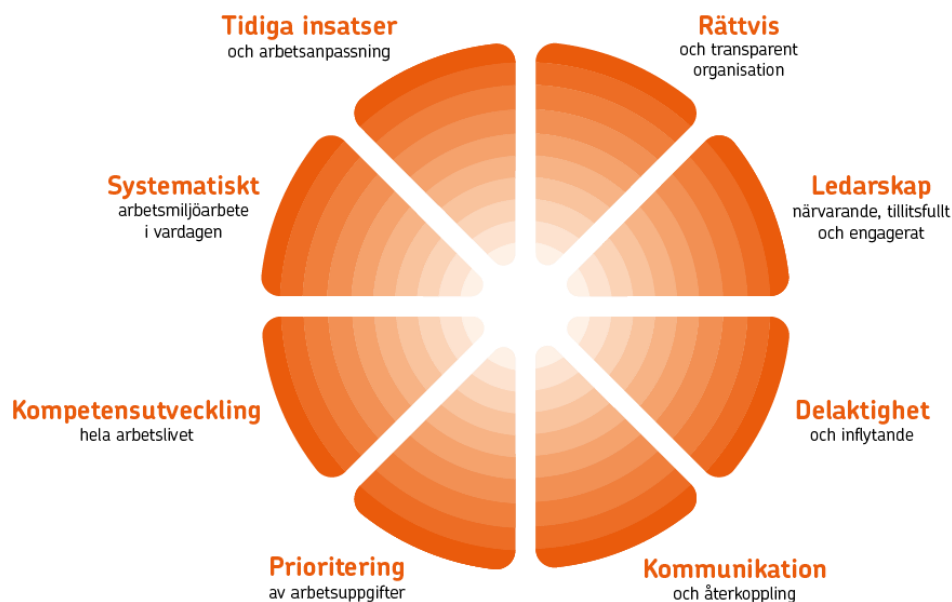 Tidiga insatser
och arbetsanpassning
Rättvis
och transparent
organisation
Ledarskap
närvarande, tillitsfullt
och engagerat
Delaktighet
och inflytande
Kommunikation
och återkoppling
Prioritering
av arbetsuppgifter
Kompetensutveckling
hela arbetslivet
Systematiskt
arbetsmiljöarbete
i vardagen